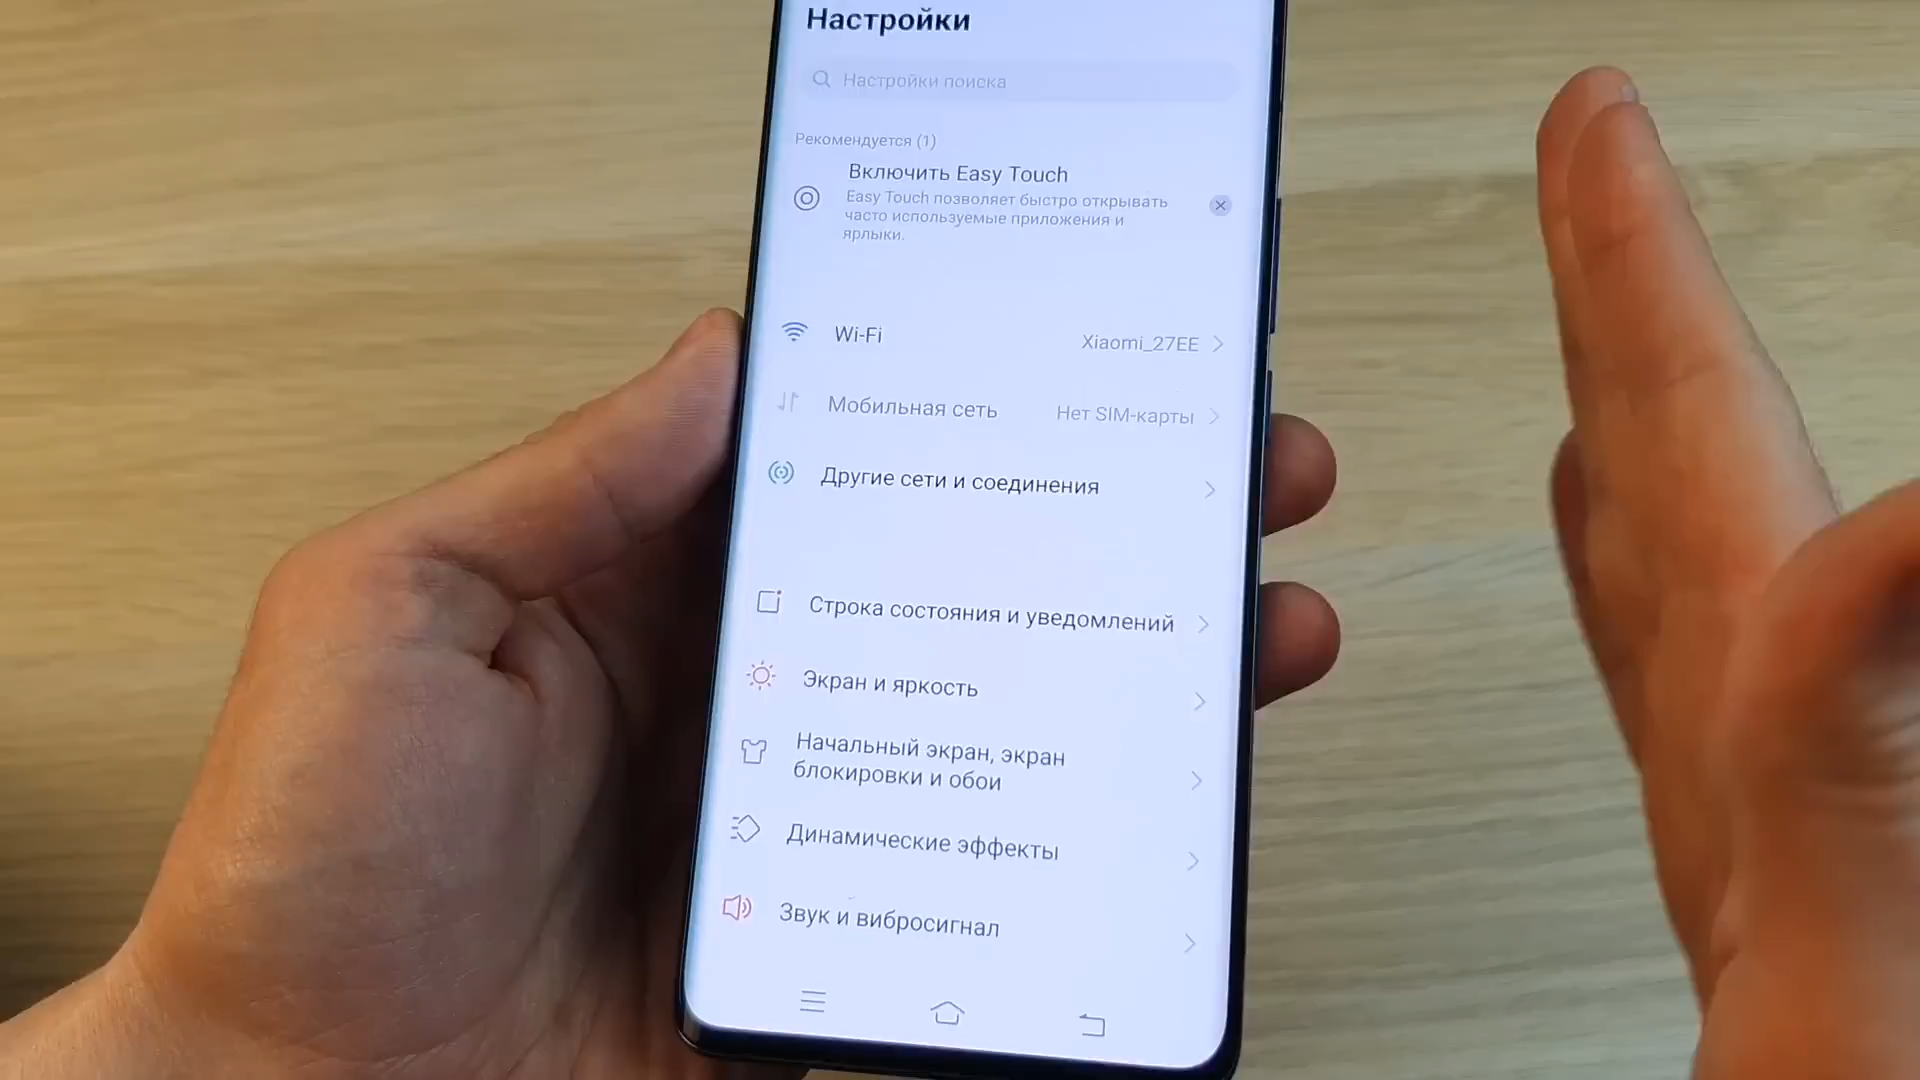 Настройки
Настройки поиска
Рекомендуется (1)
Включить Easy Touch
Easy Touch позволяет быстро открывать
часто используемые приложения и
ярлыки.
Wi-Fi Xiaomi_27EE
Мобильная сеть Нет SIM-карты
Другие сети и соединения
Строка состояния и уведомлений
Экран и яркость
Начальный экран, экран
блокировки и обои
Динамические эффекты
Звук и вибросигнал